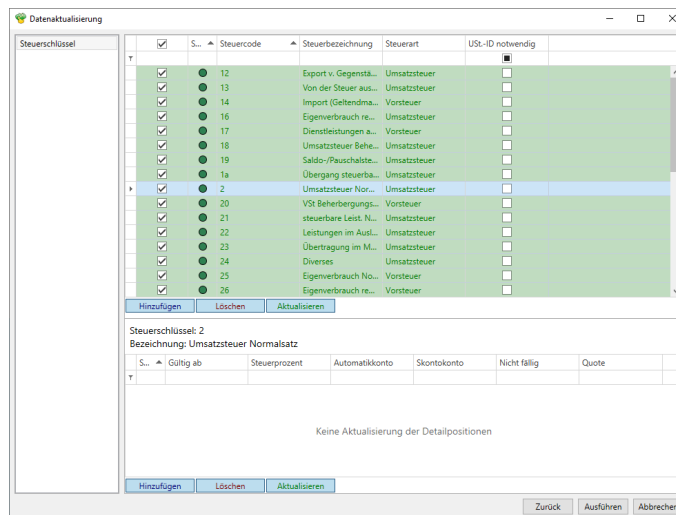 Datenaktualisierung
Steuerschlüssel
S... Steuercode Steuerbezeichnung Steuerart USt.-ID notwendig
12 Export v. Gegenstä... Umsatzsteuer
13 Von der Steuer aus... Umsatzsteuer
14 Import (Geltendma... Vorsteuer
16 Eigenverbrauch re... Umsatzsteuer
17 Dienstleistungen a... Vorsteuer
18 Umsatzsteuer Behe... Umsatzsteuer
19 Saldo-/Pauschalste... Umsatzsteuer
1a Übergang steuerba... Umsatzsteuer
2 Umsatzsteuer Nor... Umsatzsteuer
20 VSt Beherbergungs... Vorsteuer
21 steuerbare Leist. N... Umsatzsteuer
22 Leistungen im Ausl... Umsatzsteuer
23 Übertragung im M... Umsatzsteuer
24 Diverses Umsatzsteuer
25 Eigenverbrauch No... Vorsteuer
26 Eigenverbrauch re... Vorsteuer
Hinzufügen Löschen Aktualisieren
Steuerschlüssel: 2
Bezeichnung: Umsatzsteuer Normalsatz
S... Gültig ab Steuerprozent Automatikkonto Skontokonto Nicht fällig Quote
Keine Aktualisierung der Detailpositionen
Hinzufügen Löschen Aktualisieren
Zurück Ausführen Abbrechen